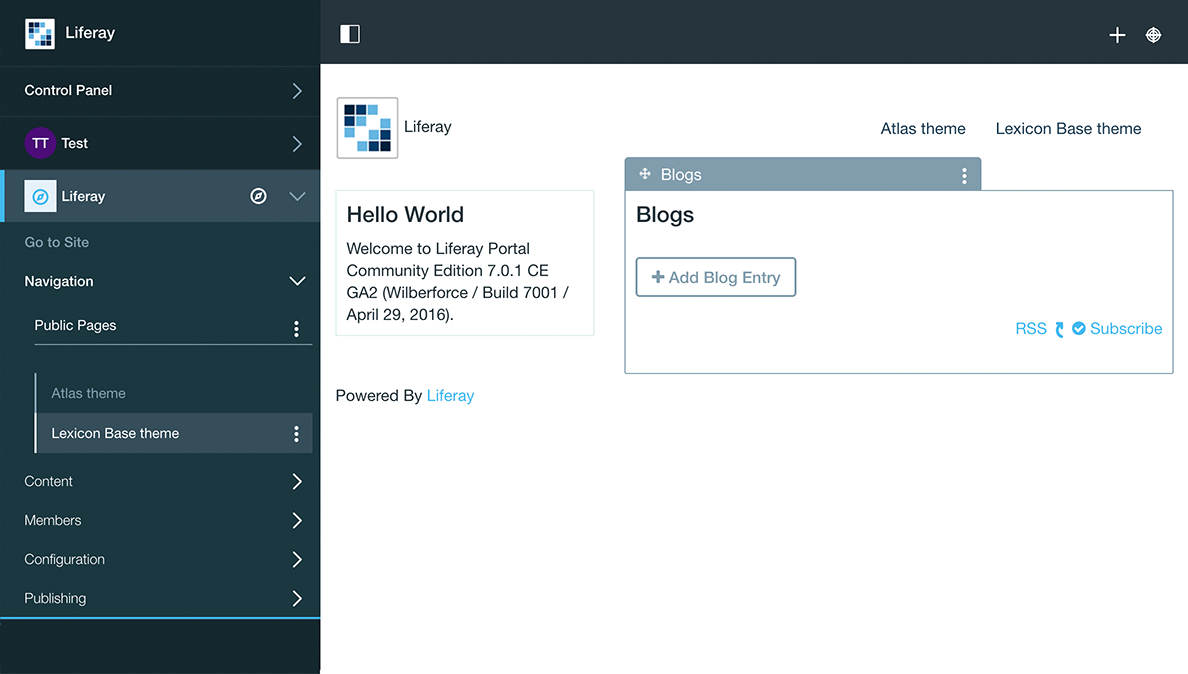 Liferay
Control Panel
TT Test
Liferay
Go to Site
Navigation
Public Pages
Atlas theme
Lexicon Base theme
Content
Members
Configuration
Publishing
Liferay
Atlas theme
Lexicon Base theme
Hello World
Welcome to Liferay Portal
Community Edition 7.0.1 CE
GA2 (Wilberforce / Build 7001 /
April 29, 2016).
Blogs
Blogs
Add Blog Entry
RSS Subscribe
Powered By Liferay